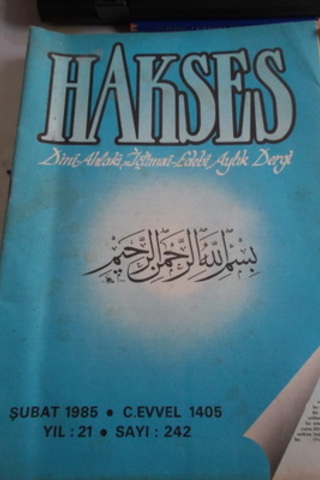 HAKSES
Dini-Ahlaki-İçtimai-Edebi Aylık Dergi
بسم الله الرحمن الرحيم
ŞUBAT 1985 • C.EVVEL 1405
YIL : 21 • SAYI : 242